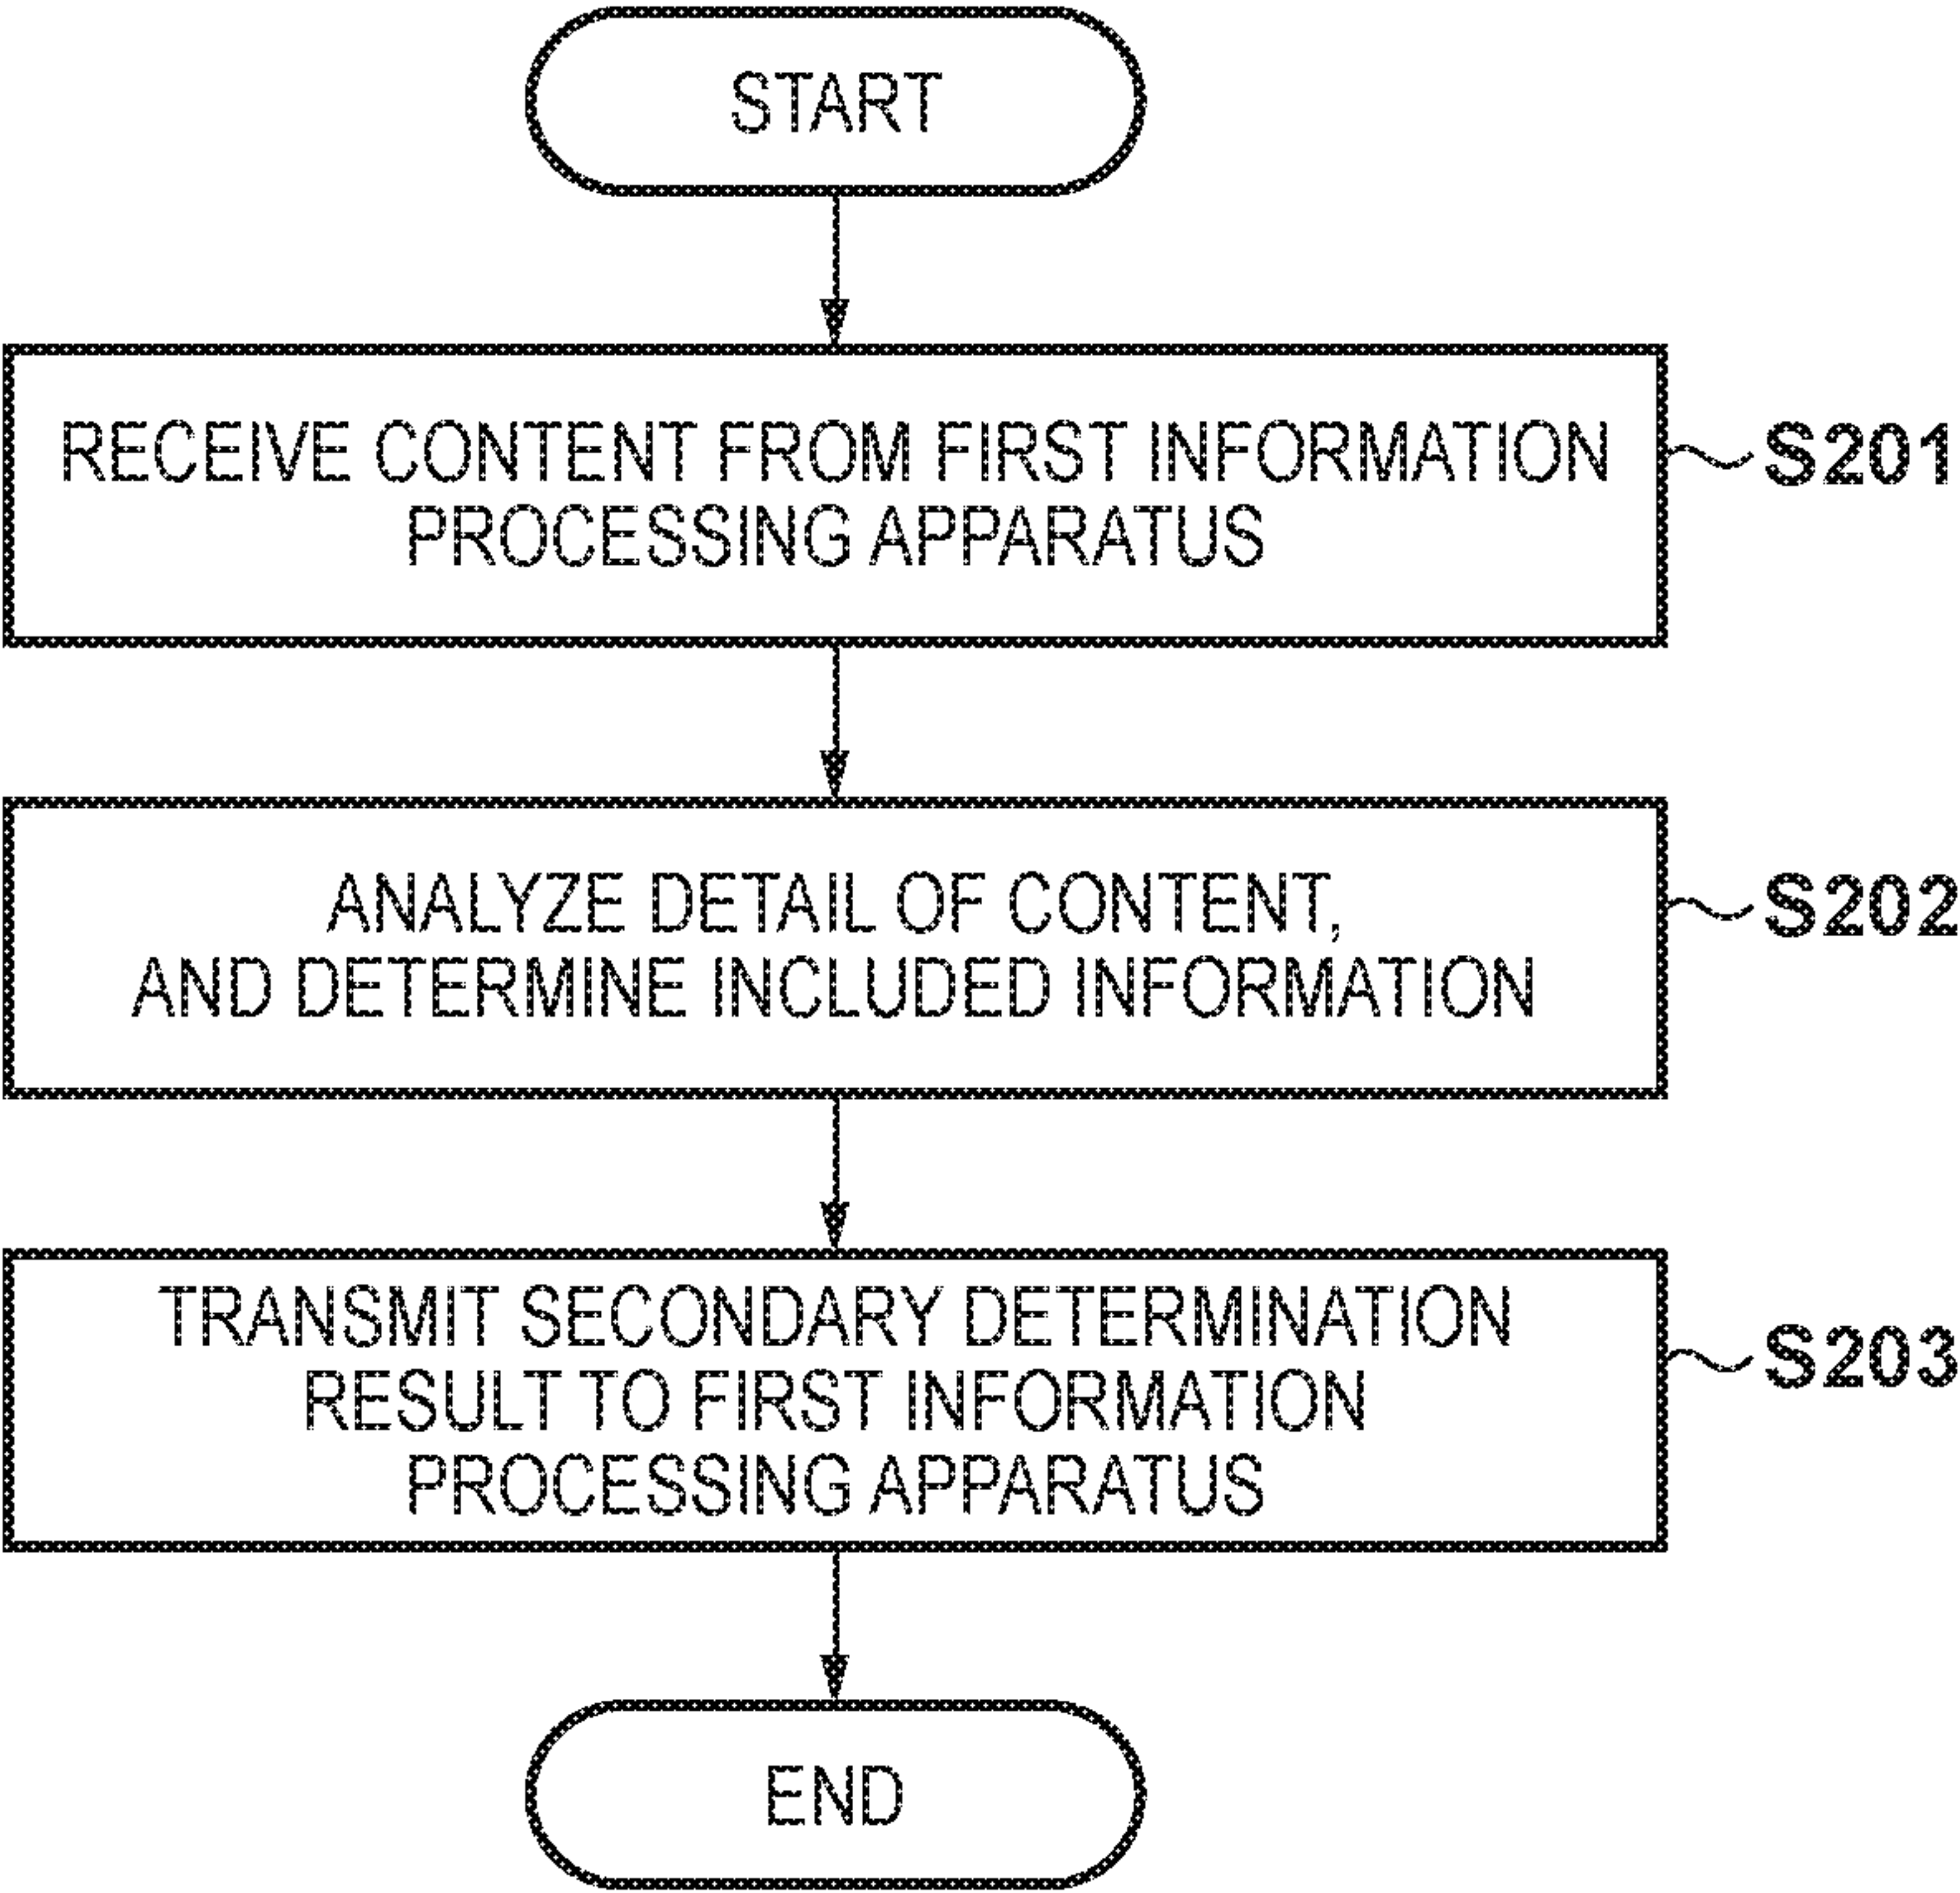 START
RECEIVE CONTENT FROM FIRST INFORMATION
PROCESSING APPARATUS
S201
ANALYZE DETAIL OF CONTENT,
AND DETERMINE INCLUDED INFORMATION
S202
TRANSMIT SECONDARY DETERMINATION
RESULT TO FIRST INFORMATION
PROCESSING APPARATUS
S203
END